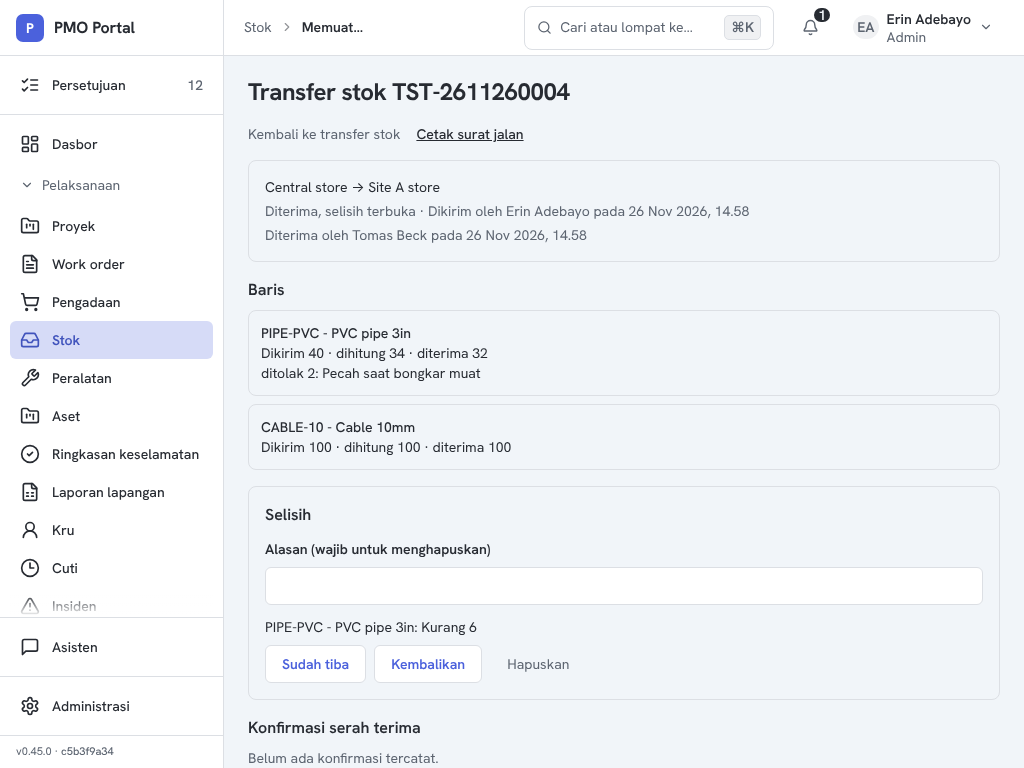 P PMO Portal
Persetujuan 12
Dasbor
Pelaksanaan
Proyek
Work order
Pengadaan
Stok
Peralatan
Aset
Ringkasan keselamatan
Laporan lapangan
Kru
Cuti
Insiden
Asisten
Administrasi
v0.45.0 · c5b3f9a34
Stok > Memuat...
Cari atau lompat ke... ⌘K
1
EA
Erin Adebayo
Admin
Transfer stok TST-2611260004
Kembali ke transfer stok Cetak surat jalan
Central store → Site A store
Diterima, selisih terbuka · Dikirim oleh Erin Adebayo pada 26 Nov 2026, 14.58
Diterima oleh Tomas Beck pada 26 Nov 2026, 14.58
Baris
PIPE-PVC - PVC pipe 3in
Dikirim 40 · dihitung 34 · diterima 32
ditolak 2: Pecah saat bongkar muat
CABLE-10 - Cable 10mm
Dikirim 100 · dihitung 100 · diterima 100
Selisih
Alasan (wajib untuk menghapuskan)
PIPE-PVC - PVC pipe 3in: Kurang 6
Sudah tiba Kembalikan Hapuskan
Konfirmasi serah terima
Belum ada konfirmasi tercatat.